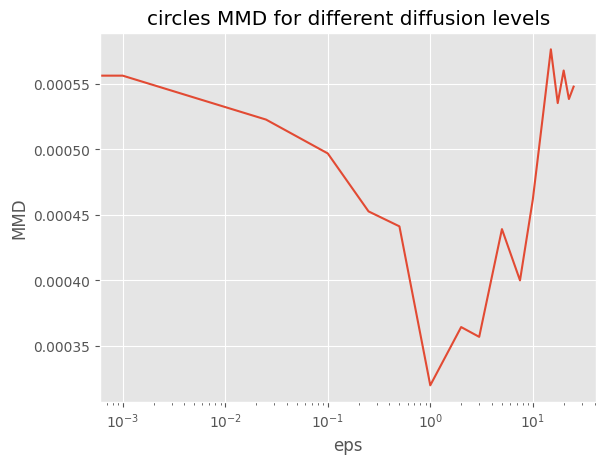 circles MMD for different diffusion levels
0.00055
0.00050
0.00045
0.00040
0.00035
MMD
10⁻³ 10⁻² 10⁻¹ 10⁰ 10¹
eps